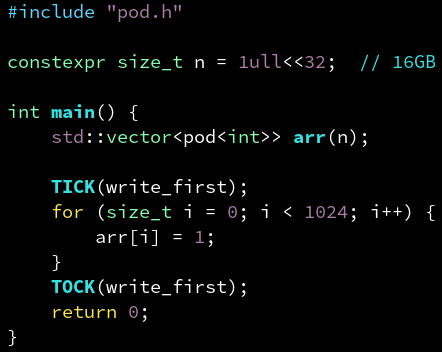 #include "pod.h"
constexpr size_t n = 1ull<<32;  // 16GB
int main() {
    std::vector<pod<int>> arr(n);
    TICK(write_first);
    for (size_t i = 0; i < 1024; i++) {
        arr[i] = 1;
    }
    TOCK(write_first);
    return 0;
}